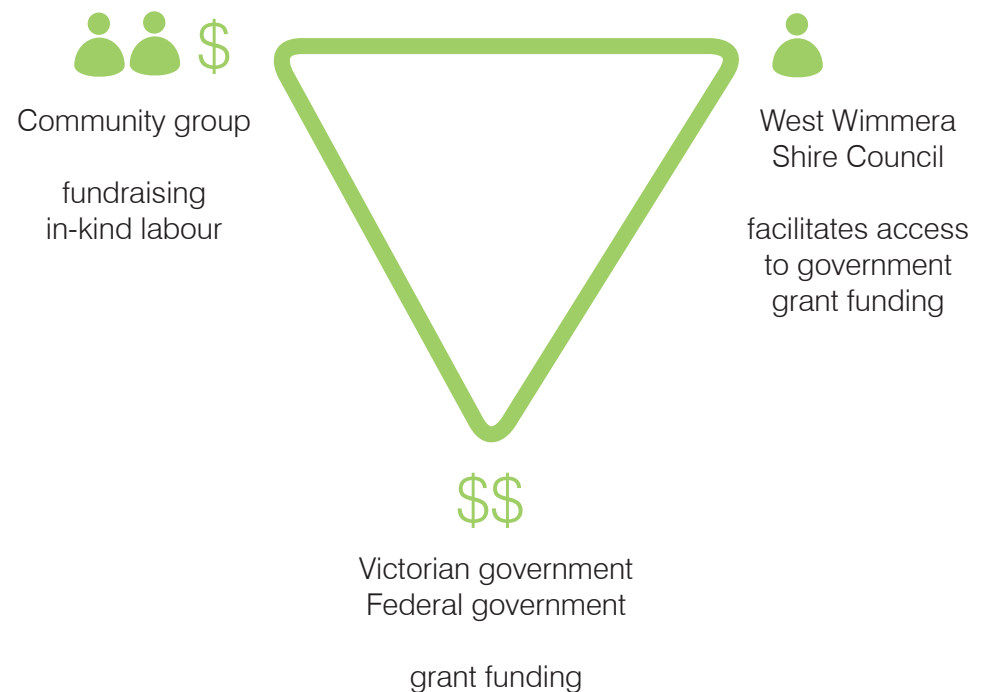 $
Community group
fundraising
in-kind labour
West Wimmera
Shire Council
facilitates access
to government
grant funding
$$
Victorian government
Federal government
grant funding